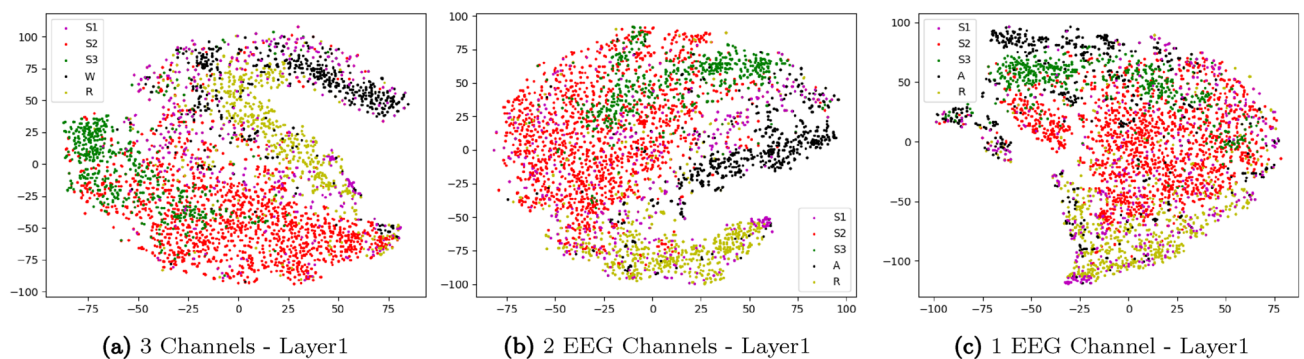 S1
S2
S3
W
R
100
75
50
25
0
−25
−50
−75
−100
−75 −50 −25 0 25 50 75
(a) 3 Channels - Layer1
100
75
50
25
0
−25
−50
−75
−100
−75 −50 −25 0 25 50 75 100
S1
S2
S3
A
R
(b) 2 EEG Channels - Layer1
S1
S2
S3
A
R
100
50
0
−50
−100
−100 −75 −50 −25 0 25 50 75
(c) 1 EEG Channel - Layer1